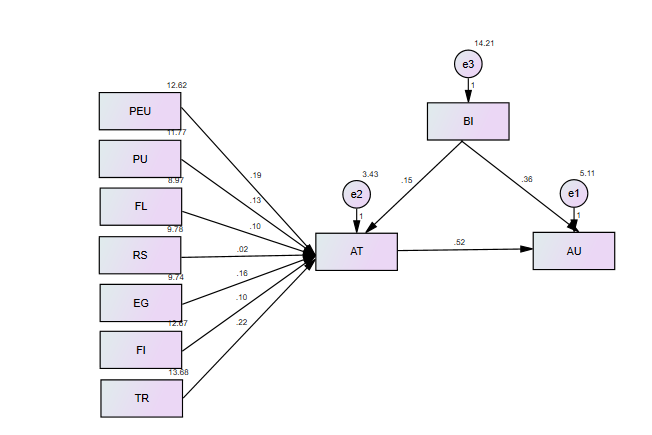 14.21
e3
1
12.62
PEU
BI
11.77
PU
.19
.15
.36
3.43
5.11
8.97
.13
e2
e1
FL
.10
1
1
9.78
RS
.02
AT
.52
AU
9.74
EG
.16
.10
12.67
FI
.22
13.68
TR